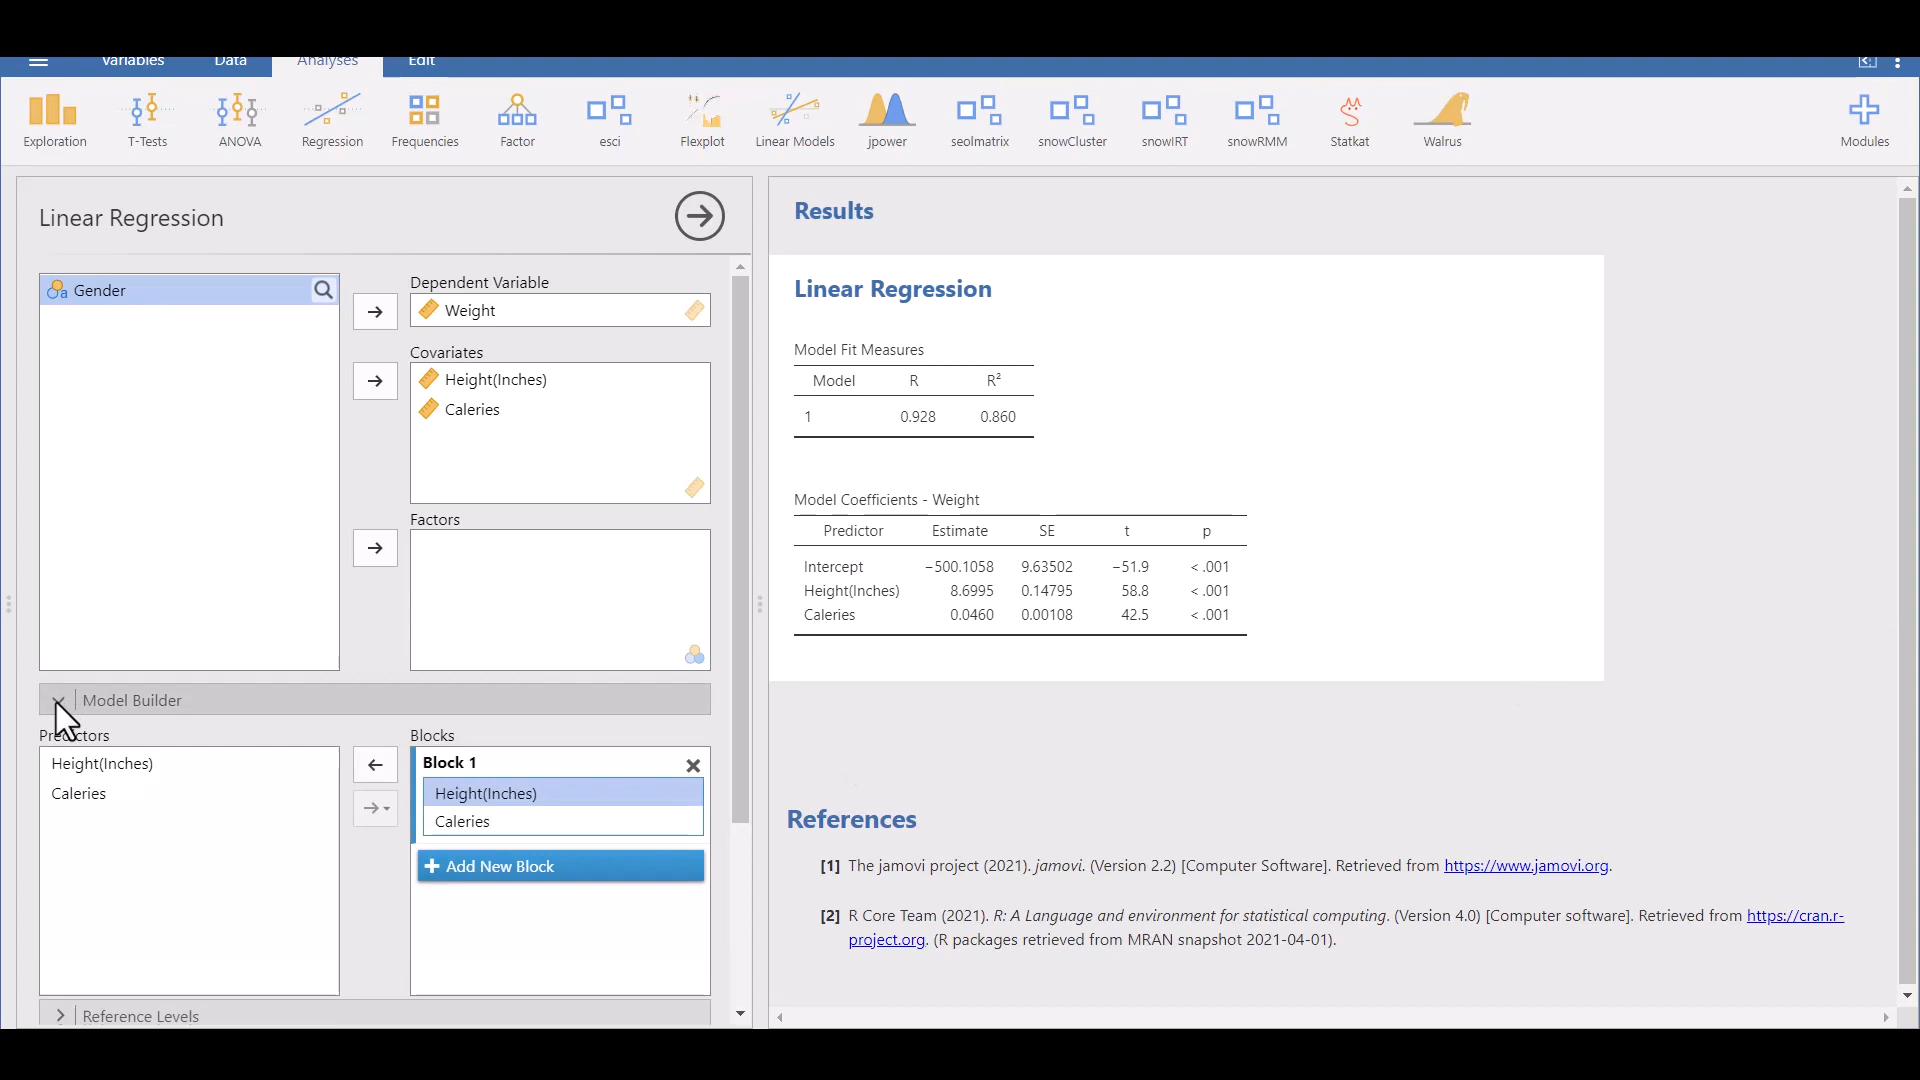 Variables Data Analyses Edit
Exploration T-Tests ANOVA Regression Frequencies Factor esci Flexplot Linear Models jpower seolmatrix snowCluster snowIRT snowRMM Statkat Walrus Modules
Linear Regression
Gender
Dependent Variable
Weight
Covariates
Height(Inches)
Caleries
Factors
Model Builder
Predictors
Height(Inches)
Caleries
Blocks
Block 1
Height(Inches)
Caleries
Add New Block
Reference Levels
Results
Linear Regression
Model Fit Measures
Model R R²
1 0.928 0.860
Model Coefficients - Weight
Predictor Estimate SE t p
Intercept −500.1058 9.63502 −51.9 < .001
Height(Inches) 8.6995 0.14795 58.8 < .001
Caleries 0.0460 0.00108 42.5 < .001
References
[1] The jamovi project (2021). jamovi. (Version 2.2) [Computer Software]. Retrieved from https://www.jamovi.org.
[2] R Core Team (2021). R: A Language and environment for statistical computing. (Version 4.0) [Computer software]. Retrieved from https://cran.r-
project.org. (R packages retrieved from MRAN snapshot 2021-04-01).